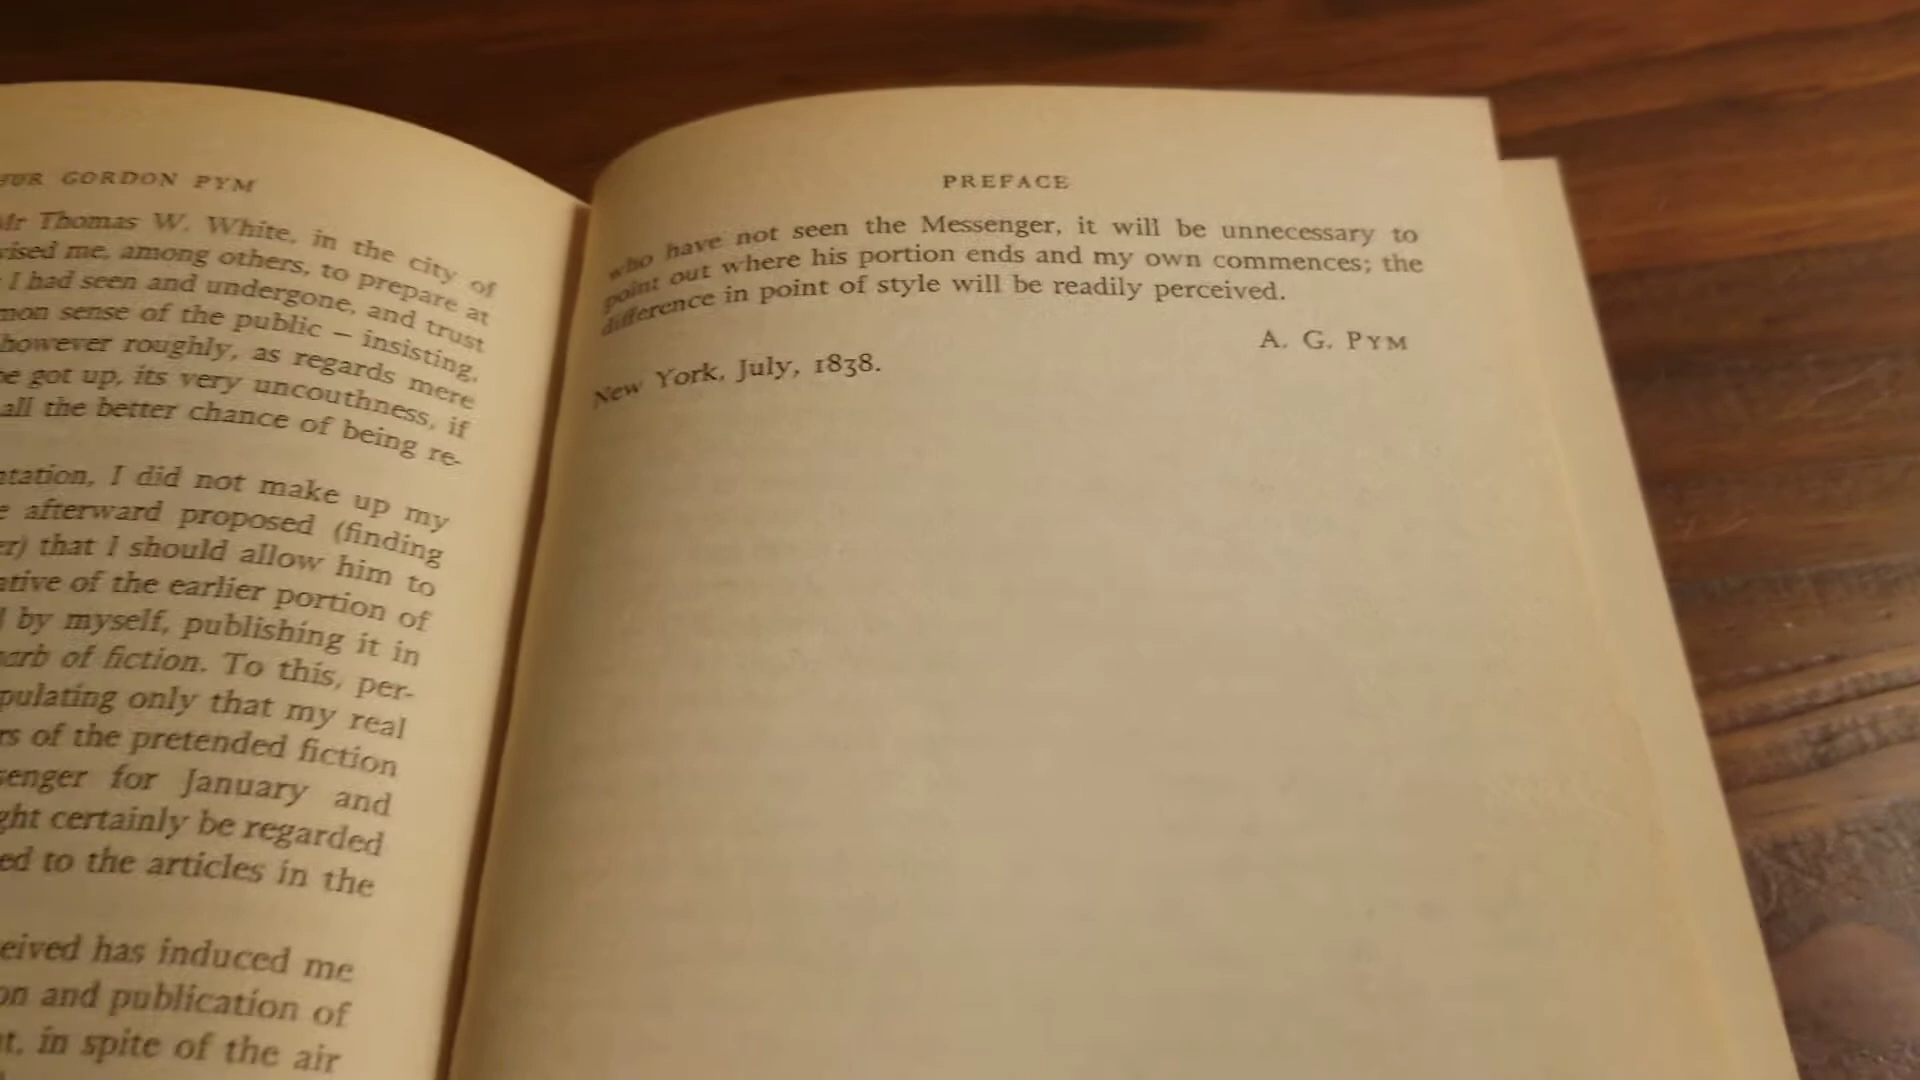 GORDON PYM
Mr Thomas W. White, in the city of
me, among others, to prepare at
I had seen and undergone, and trust
sense of the public – insisting,
however roughly, as regards mere
got up, its very uncouthness, if
all the better chance of being re-
I did not make up my
afterward proposed (finding
that I should allow him to
of the earlier portion of
by myself, publishing it in
of fiction. To this, per-
only that my real
of the pretended fiction
for January and
certainly be regarded
to the articles in the
has induced me
and publication of
in spite of the air
PREFACE
who have not seen the Messenger, it will be unnecessary to
point out where his portion ends and my own commences; the
difference in point of style will be readily perceived.
A. G. PYM
New York, July, 1838.